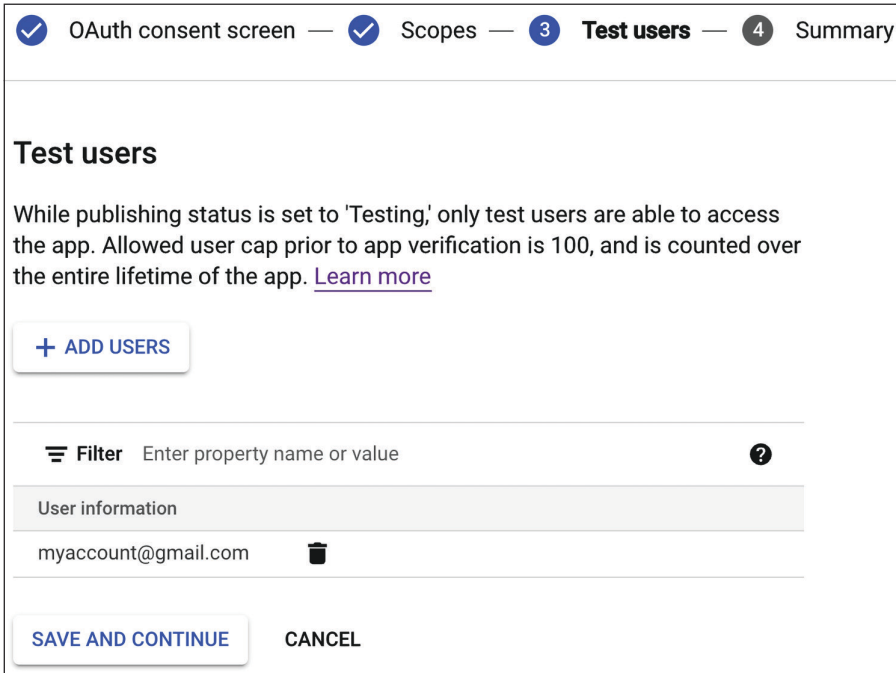 OAuth consent screen — Scopes — 3 Test users — 4 Summary
Test users
While publishing status is set to 'Testing,' only test users are able to access
the app. Allowed user cap prior to app verification is 100, and is counted over
the entire lifetime of the app. Learn more
+ ADD USERS
Filter Enter property name or value ?
User information
myaccount@gmail.com
SAVE AND CONTINUE CANCEL